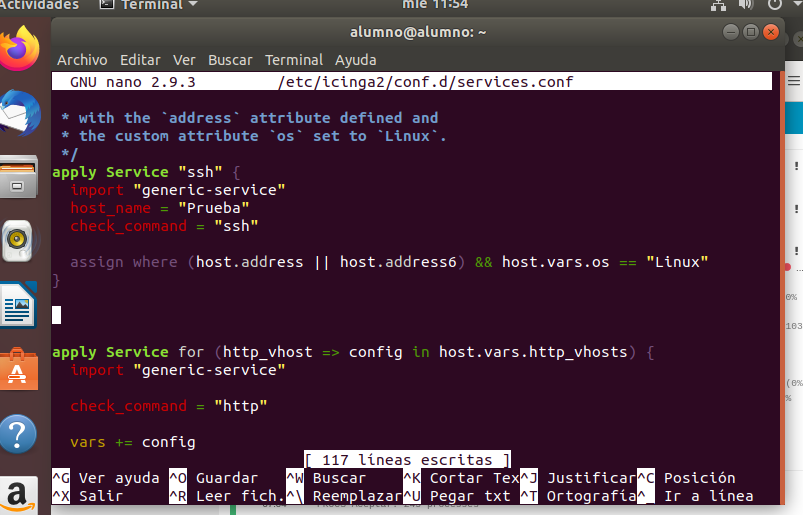 Actividades
Terminal
mié 11:54
alumno@alumno: ~
Archivo Editar Ver Buscar Terminal Ayuda
GNU nano 2.9.3 /etc/icinga2/conf.d/services.conf
* with the `address` attribute defined and
* the custom attribute `os` set to `Linux`.
*/
apply Service "ssh" {
import "generic-service"
host_name = "Prueba"
check_command = "ssh"
assign where (host.address || host.address6) && host.vars.os == "Linux"
}
apply Service for (http_vhost => config in host.vars.http_vhosts) {
import "generic-service"
check_command = "http"
vars += config
[ 117 líneas escritas ]
^G Ver ayuda ^O Guardar ^W Buscar ^K Cortar Tex ^J Justificar ^C Posición
^X Salir ^R Leer fich. ^\ Reemplazar ^U Pegar txt ^T Ortografía ^_ Ir a línea
0%
103
(0%
%